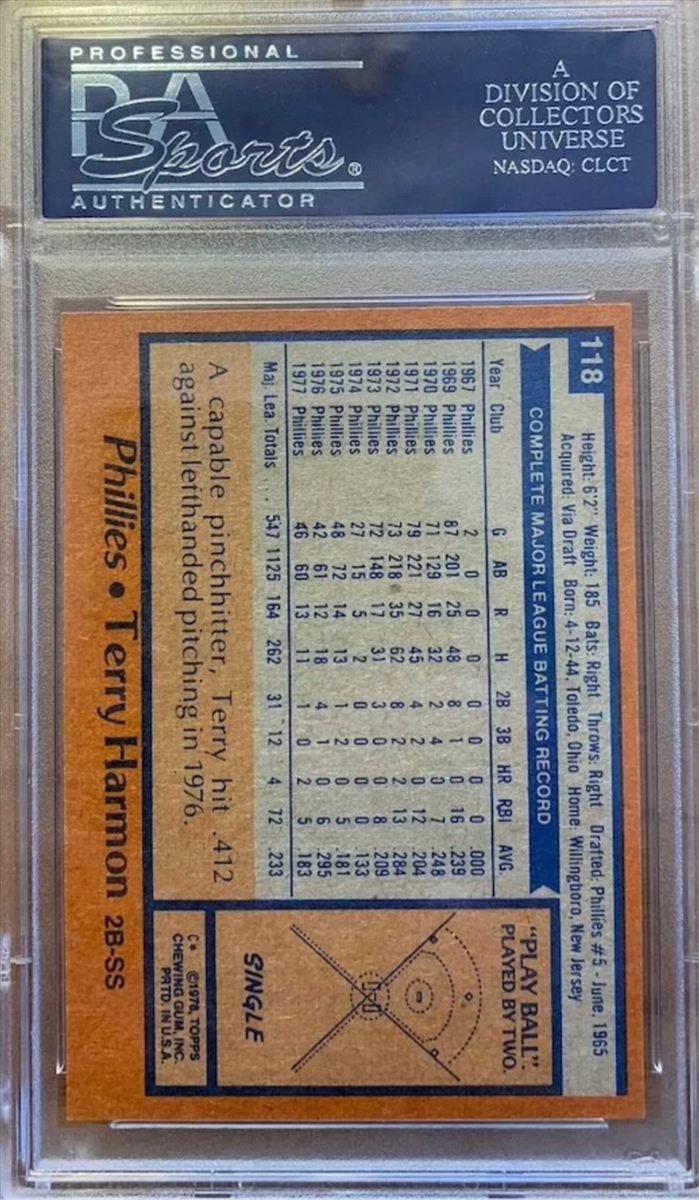 PROFESSIONAL
PSA
Sports®
AUTHENTICATOR
A
DIVISION OF
COLLECTORS
UNIVERSE
NASDAQ: CLCT
118
Height: 6'2" Weight: 185 Bats: Right Throws: Right Drafted: Phillies #5 - June, 1965
Acquired: Via Draft Born: 4-12-44, Toledo, Ohio Home: Willingboro, New Jersey
COMPLETE MAJOR LEAGUE BATTING RECORD
Year Club G AB R H 2B 3B HR RBI AVG.
1967 Phillies 2 0 0 0 0 0 0 0 .000
1969 Phillies 87 201 25 48 8 1 0 16 .239
1970 Phillies 71 129 16 32 2 4 0 7 .248
1971 Phillies 79 221 27 45 4 2 0 12 .204
1972 Phillies 73 218 35 62 8 2 2 13 .284
1973 Phillies 72 148 17 31 3 0 0 8 .209
1974 Phillies 27 15 5 2 0 0 0 0 .133
1975 Phillies 48 72 14 13 1 2 0 5 .181
1976 Phillies 42 61 12 18 4 1 0 6 .295
1977 Phillies 46 60 13 11 1 0 2 5 .183
Maj. Lea. Totals ... 547 1125 164 262 31 12 4 72 .233
A capable pinchhitter, Terry hit .412
against lefthanded pitching in 1976.
Phillies • Terry Harmon 2B-SS
"PLAY BALL":
PLAYED BY TWO.
SINGLE
C* ©1978, TOPPS
CHEWING GUM, INC.
PRTD. IN U.S.A.